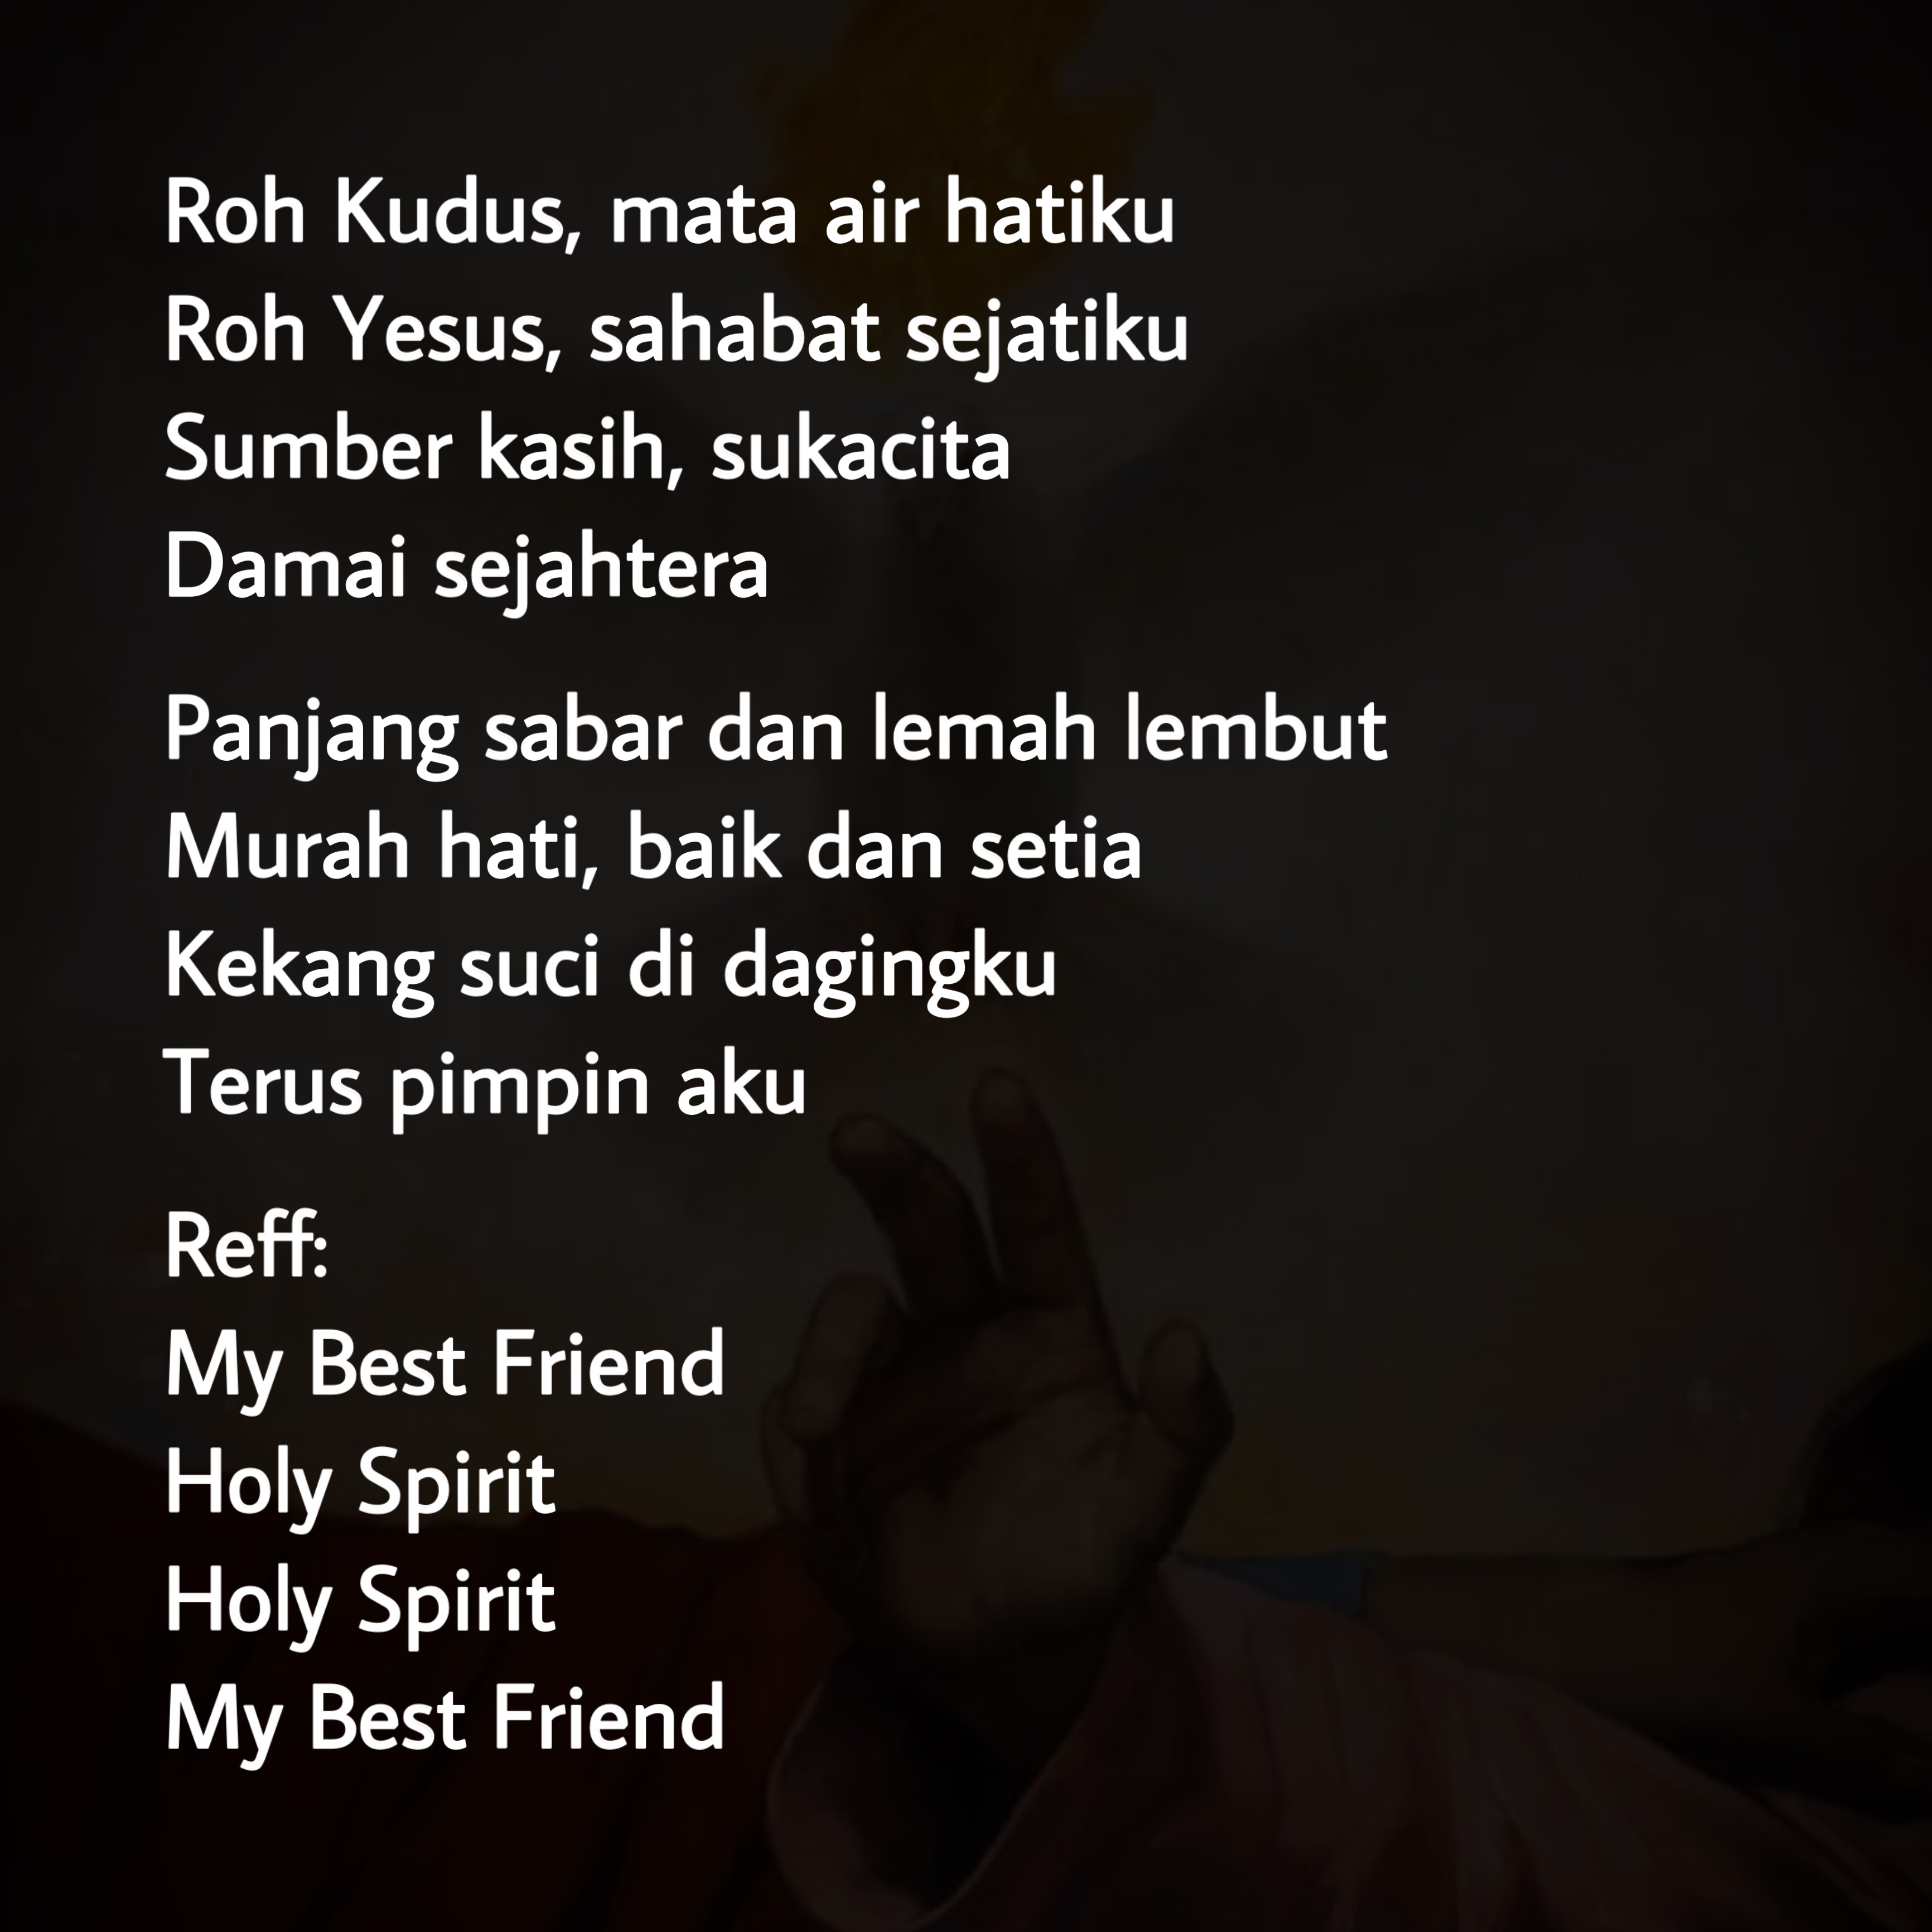 Roh Kudus, mata air hatiku
Roh Yesus, sahabat sejatiku
Sumber kasih, sukacita
Damai sejahtera
Panjang sabar dan lemah lembut
Murah hati, baik dan setia
Kekang suci di dagingku
Terus pimpin aku
Reff:
My Best Friend
Holy Spirit
Holy Spirit
My Best Friend